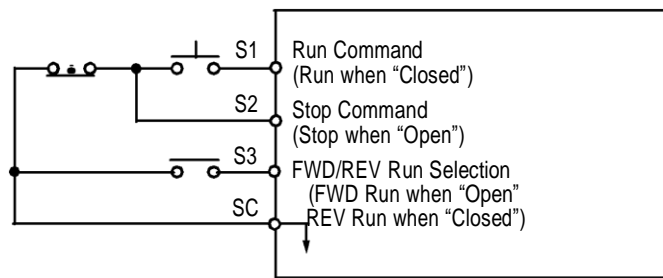 S1 Run Command
(Run when “Closed”)
S2 Stop Command
(Stop when “Open”)
S3 FWD/REV Run Selection
(FWD Run when “Open”
SC REV Run when “Closed”)